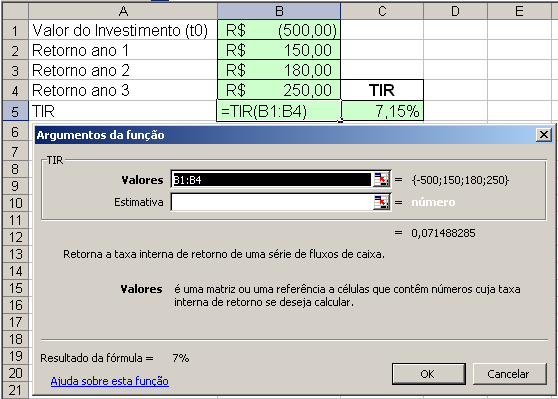 A B C D E
1 Valor do Investimento (t0) R$ (500,00)
2 Retorno ano 1 R$ 150,00
3 Retorno ano 2 R$ 180,00
4 Retorno ano 3 R$ 250,00 TIR
5 TIR =TIR(B1:B4) 7,15%
6
7
8
9
10
11
12
13
14
15
16
17
18
19
20
21
Argumentos da função
TIR
Valores B1:B4 = {-500;150;180;250}
Estimativa = número
= 0,071488285
Retorna a taxa interna de retorno de uma série de fluxos de caixa.
Valores é uma matriz ou uma referência a células que contêm números cuja taxa
interna de retorno se deseja calcular.
Resultado da fórmula = 7%
Ajuda sobre esta função
OK Cancelar